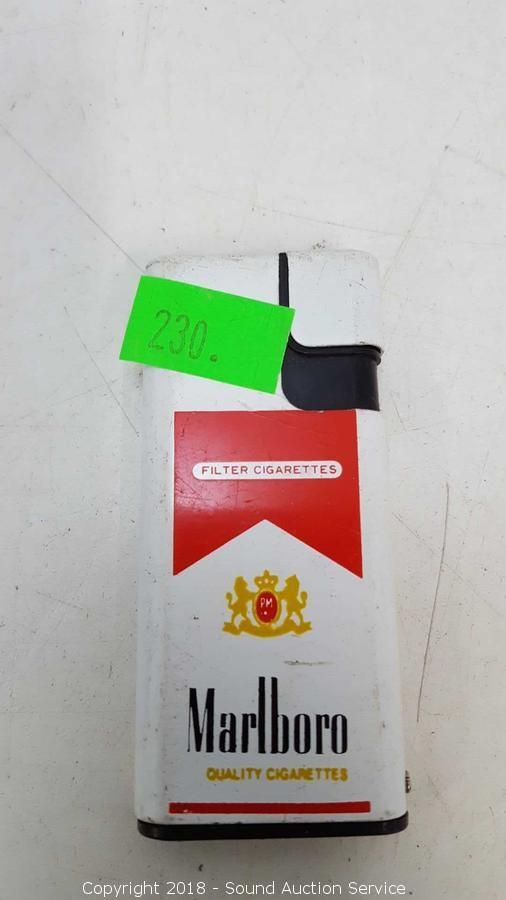 230.
FILTER CIGARETTES
PM
Marlboro
QUALITY CIGARETTES
Copyright 2018 - Sound Auction Service